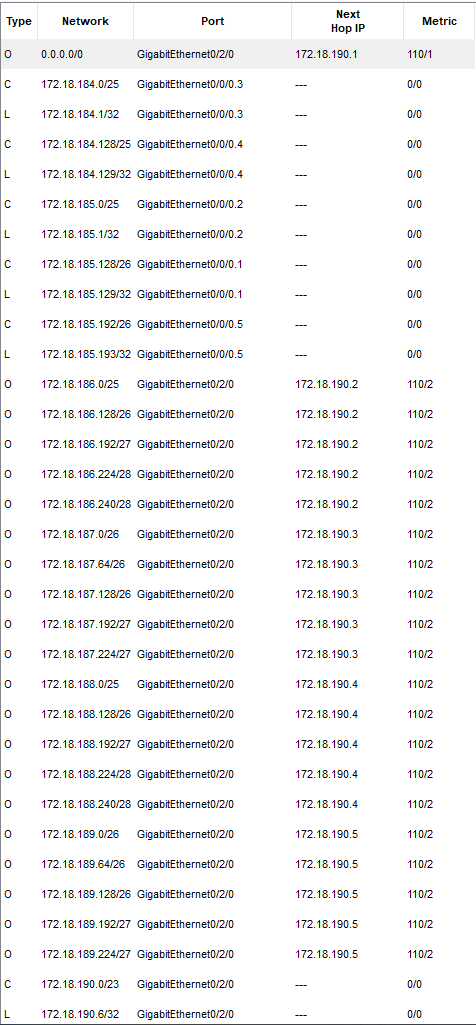 Type Network Port Next Hop IP Metric
O 0.0.0.0/0 GigabitEthernet0/2/0 172.18.190.1 110/1
C 172.18.184.0/25 GigabitEthernet0/0/0.3 --- 0/0
L 172.18.184.1/32 GigabitEthernet0/0/0.3 --- 0/0
C 172.18.184.128/25 GigabitEthernet0/0/0.4 --- 0/0
L 172.18.184.129/32 GigabitEthernet0/0/0.4 --- 0/0
C 172.18.185.0/25 GigabitEthernet0/0/0.2 --- 0/0
L 172.18.185.1/32 GigabitEthernet0/0/0.2 --- 0/0
C 172.18.185.128/26 GigabitEthernet0/0/0.1 --- 0/0
L 172.18.185.129/32 GigabitEthernet0/0/0.1 --- 0/0
C 172.18.185.192/26 GigabitEthernet0/0/0.5 --- 0/0
L 172.18.185.193/32 GigabitEthernet0/0/0.5 --- 0/0
O 172.18.186.0/25 GigabitEthernet0/2/0 172.18.190.2 110/2
O 172.18.186.128/26 GigabitEthernet0/2/0 172.18.190.2 110/2
O 172.18.186.192/27 GigabitEthernet0/2/0 172.18.190.2 110/2
O 172.18.186.224/28 GigabitEthernet0/2/0 172.18.190.2 110/2
O 172.18.186.240/28 GigabitEthernet0/2/0 172.18.190.2 110/2
O 172.18.187.0/26 GigabitEthernet0/2/0 172.18.190.3 110/2
O 172.18.187.64/26 GigabitEthernet0/2/0 172.18.190.3 110/2
O 172.18.187.128/26 GigabitEthernet0/2/0 172.18.190.3 110/2
O 172.18.187.192/27 GigabitEthernet0/2/0 172.18.190.3 110/2
O 172.18.187.224/27 GigabitEthernet0/2/0 172.18.190.3 110/2
O 172.18.188.0/25 GigabitEthernet0/2/0 172.18.190.4 110/2
O 172.18.188.128/26 GigabitEthernet0/2/0 172.18.190.4 110/2
O 172.18.188.192/27 GigabitEthernet0/2/0 172.18.190.4 110/2
O 172.18.188.224/28 GigabitEthernet0/2/0 172.18.190.4 110/2
O 172.18.188.240/28 GigabitEthernet0/2/0 172.18.190.4 110/2
O 172.18.189.0/26 GigabitEthernet0/2/0 172.18.190.5 110/2
O 172.18.189.64/26 GigabitEthernet0/2/0 172.18.190.5 110/2
O 172.18.189.128/26 GigabitEthernet0/2/0 172.18.190.5 110/2
O 172.18.189.192/27 GigabitEthernet0/2/0 172.18.190.5 110/2
O 172.18.189.224/27 GigabitEthernet0/2/0 172.18.190.5 110/2
C 172.18.190.0/23 GigabitEthernet0/2/0 --- 0/0
L 172.18.190.6/32 GigabitEthernet0/2/0 --- 0/0